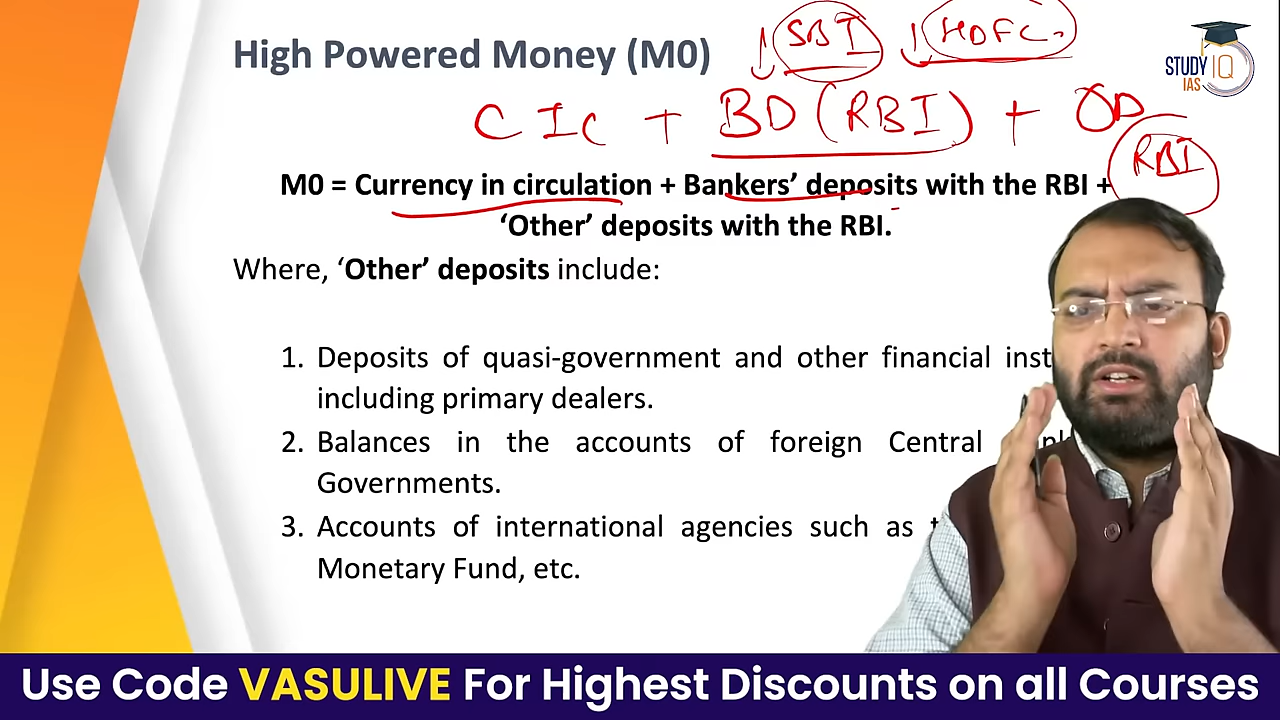 High Powered Money (M0)
SBI
HDFC.
STUDY IQ
IAS
CIC + BD (RBI) + OD
RBI
M0 = Currency in circulation + Bankers’ deposits with the RBI +
‘Other’ deposits with the RBI.
Where, ‘Other’ deposits include:
1. Deposits of quasi-government and other financial
including primary dealers.
2. Balances in the accounts of foreign Central
Governments.
3. Accounts of international agencies such as
Monetary Fund, etc.
Use Code VASULIVE For Highest Discounts on all Courses